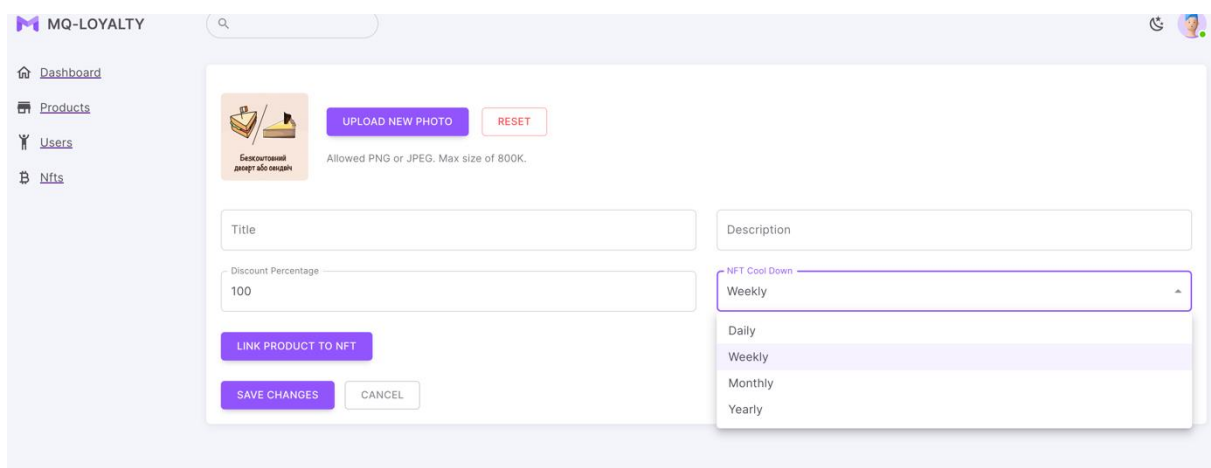 MQ-LOYALTY
Dashboard
Products
Users
Nfts
Безкоштовний
десерт або сендвіч
UPLOAD NEW PHOTO
RESET
Allowed PNG or JPEG. Max size of 800K.
Title
Description
Discount Percentage
100
NFT Cool Down
Weekly
Daily
Weekly
Monthly
Yearly
LINK PRODUCT TO NFT
SAVE CHANGES
CANCEL